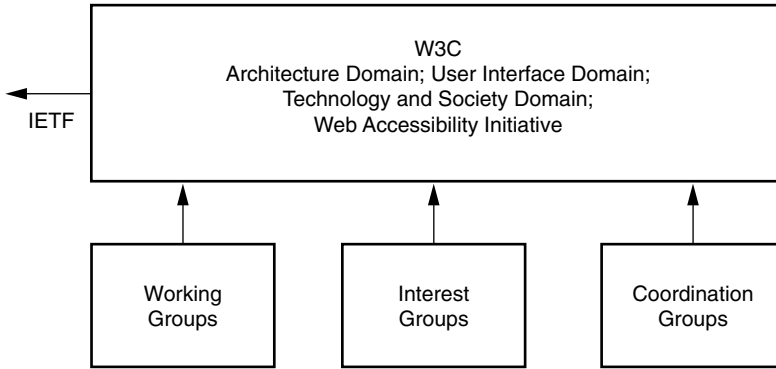 W3C
Architecture Domain; User Interface Domain;
Technology and Society Domain;
Web Accessibility Initiative
IETF
Working
Groups
Interest
Groups
Coordination
Groups